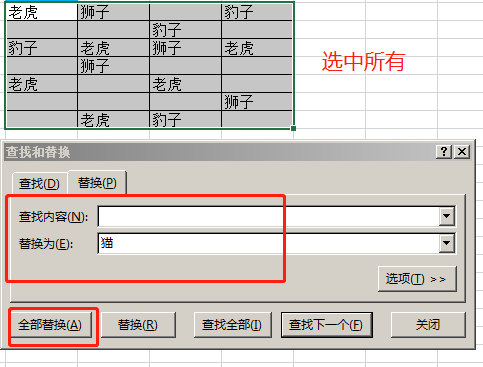 老虎 狮子 豹子
豹子
豹子 老虎 狮子 老虎
狮子
老虎 老虎
狮子
老虎 豹子
选中所有
查找和替换
查找(D) 替换(P)
查找内容(N):
替换为(E): 猫
选项(T) >>
全部替换(A) 替换(R) 查找全部(I) 查找下一个(F) 关闭